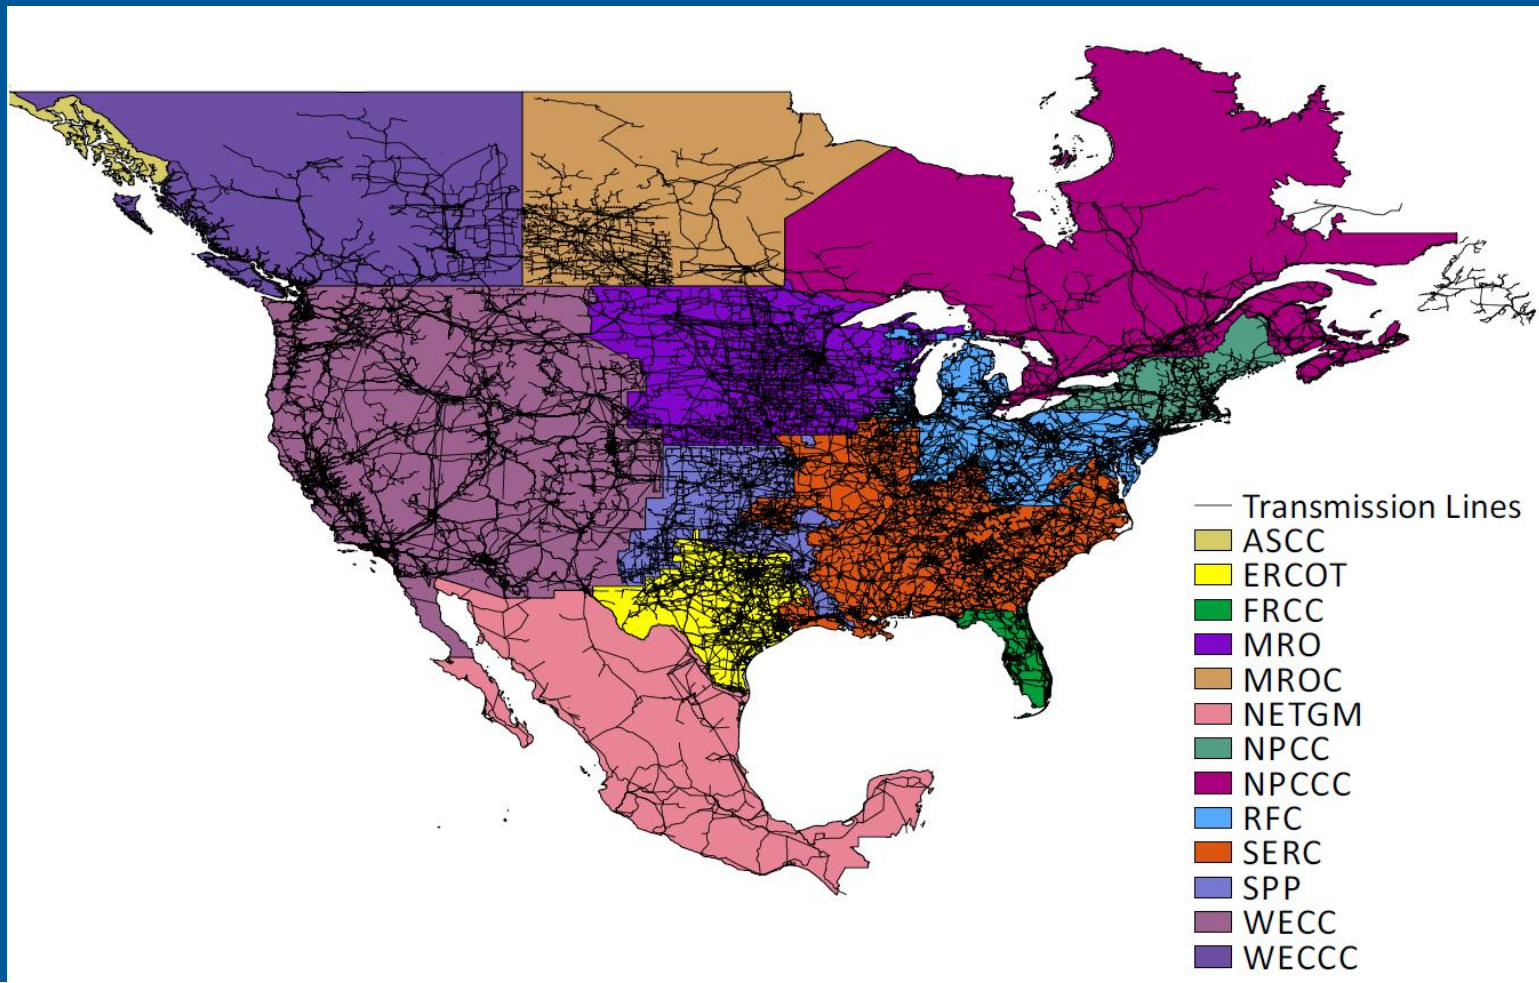 Transmission Lines
ASCC
ERCOT
FRCC
MRO
MROC
NETGM
NPCC
NPCCC
RFC
SERC
SPP
WECC
WECCC